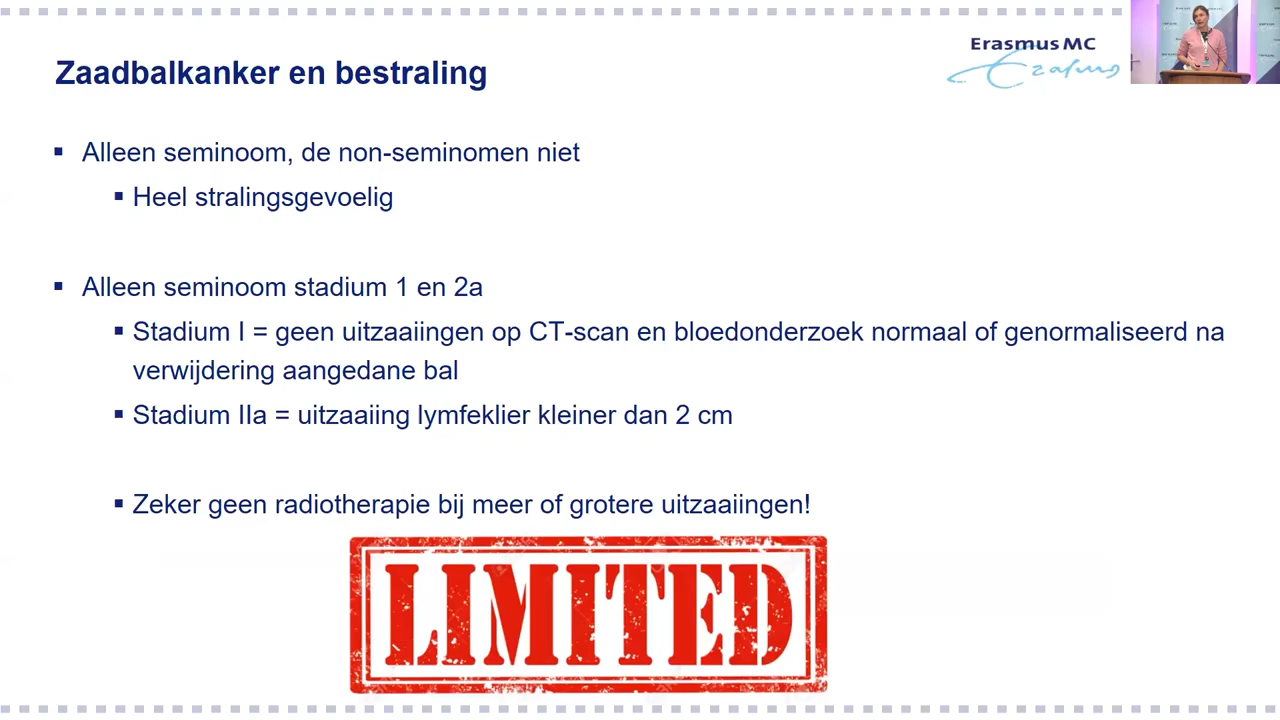 Zaadbalkanker en bestraling
Erasmus MC
Erasmus
Alleen seminoom, de non-seminomen niet
Heel stralingsgevoelig
Alleen seminoom stadium 1 en 2a
Stadium I = geen uitzaaiingen op CT-scan en bloedonderzoek normaal of genormaliseerd na
verwijdering aangedane bal
Stadium IIa = uitzaaiing lymfeklier kleiner dan 2 cm
Zeker geen radiotherapie bij meer of grotere uitzaaiingen!
LIMITED